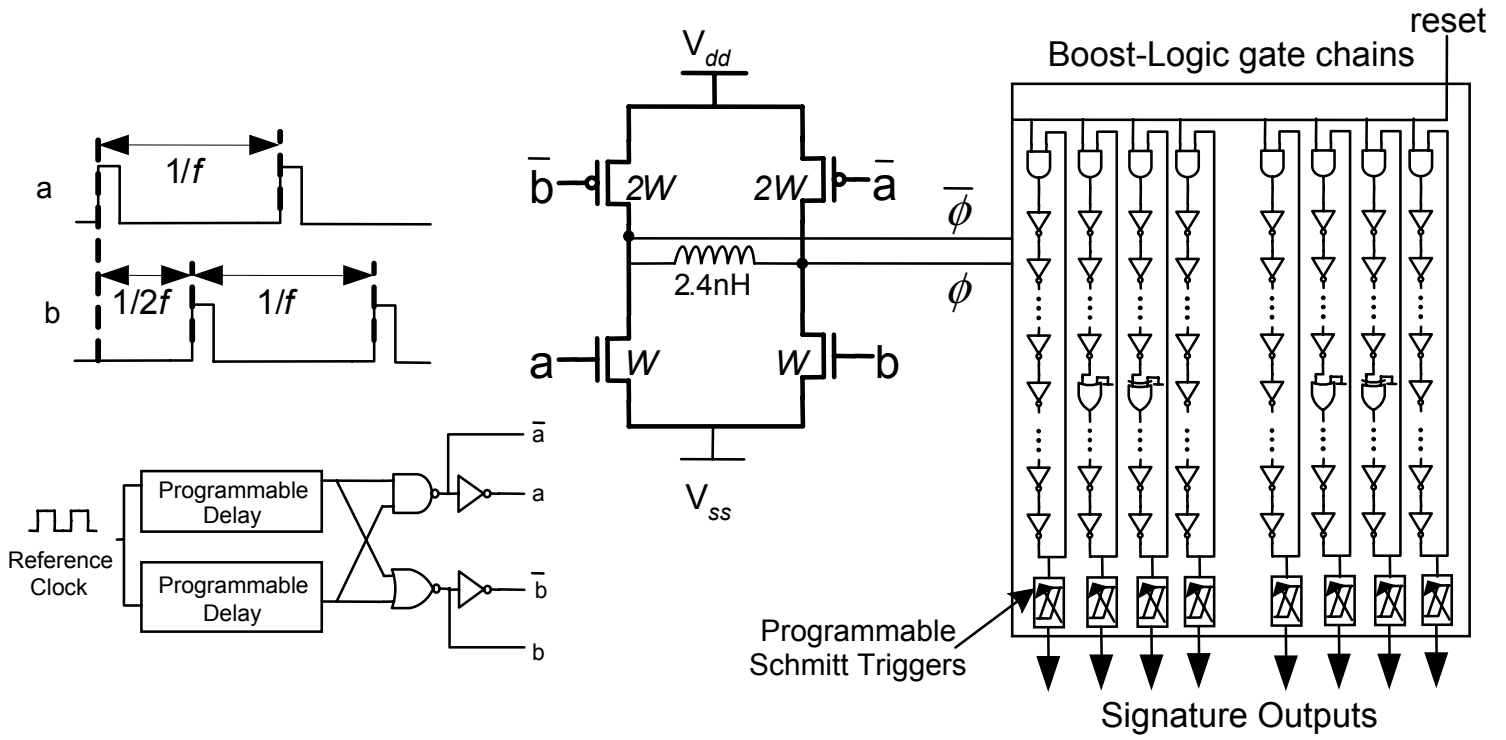 reset
Boost-Logic gate chains
V_dd
1/f
a
1/2f
1/f
b
b̅
2W
2W
a̅
ϕ̅
2.4nH
ϕ
a
W
W
b
V_ss
Reference
Clock
Programmable
Delay
Programmable
Delay
a̅
a
b̅
b
Programmable
Schmitt Triggers
Signature Outputs